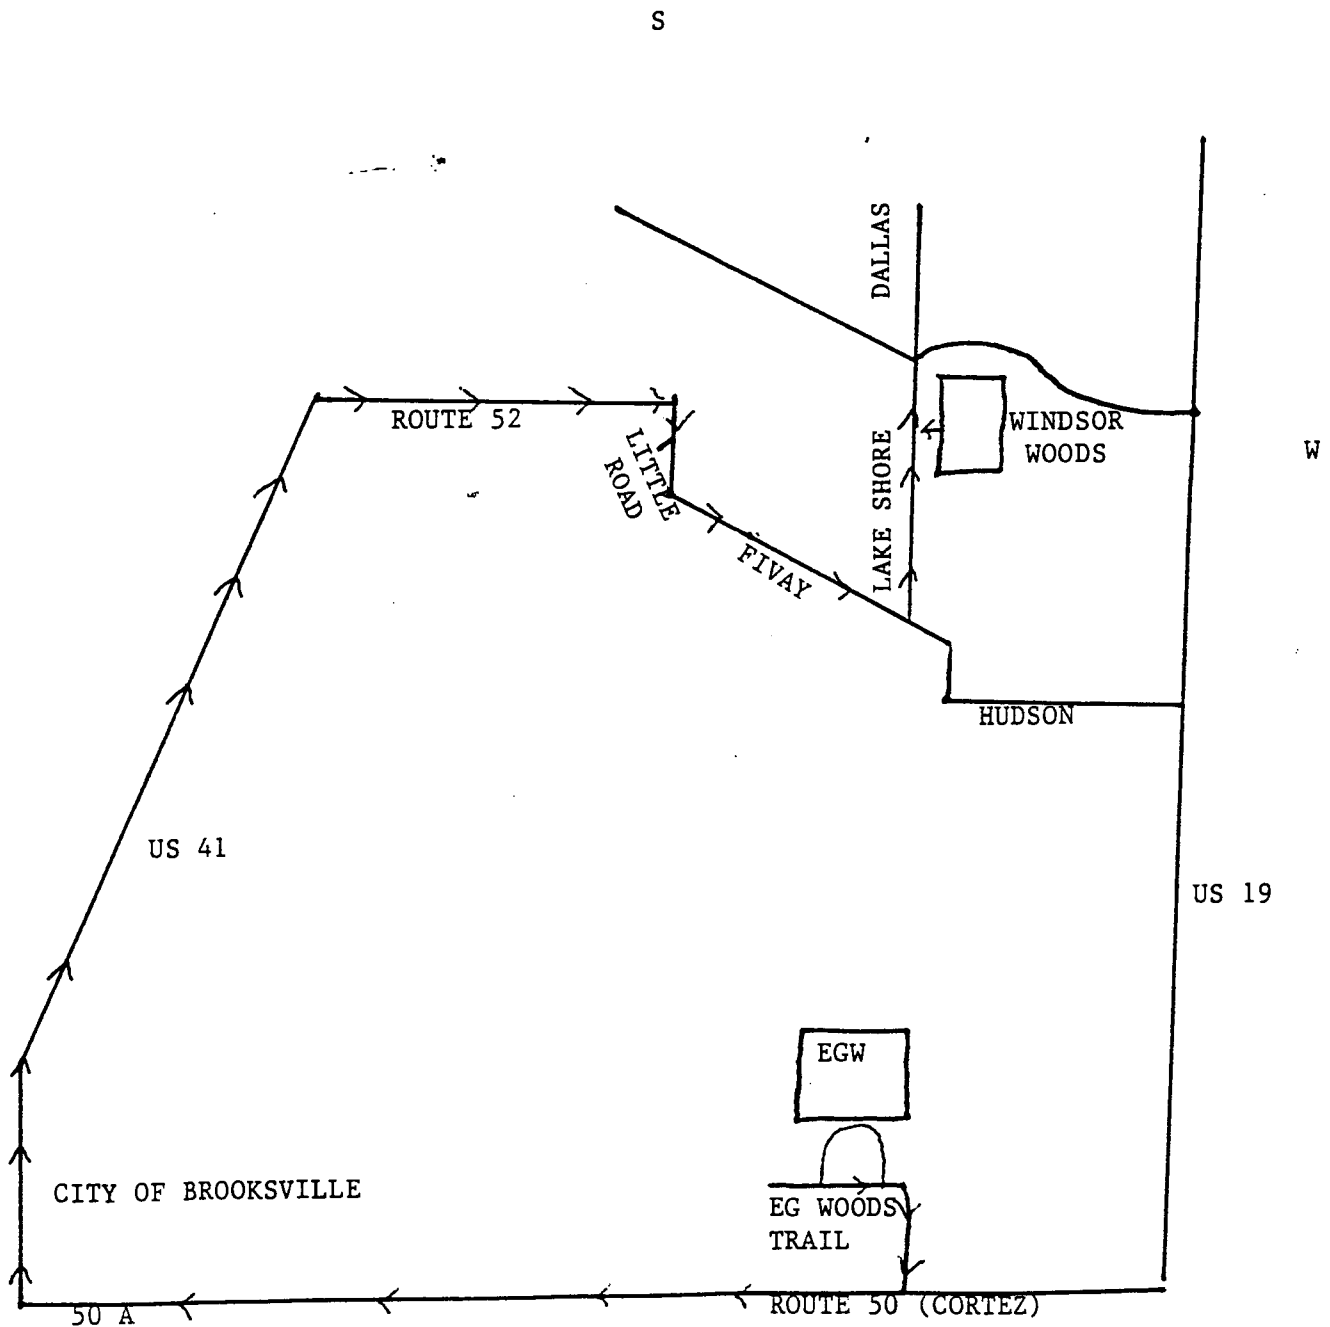 S
DALLAS
ROUTE 52
LITTLE
ROAD
LAKE SHORE
WINDSOR
WOODS
W
FIVAY
HUDSON
US 41
US 19
EGW
CITY OF BROOKSVILLE
EG WOODS
TRAIL
50 A
ROUTE 50 (CORTEZ)